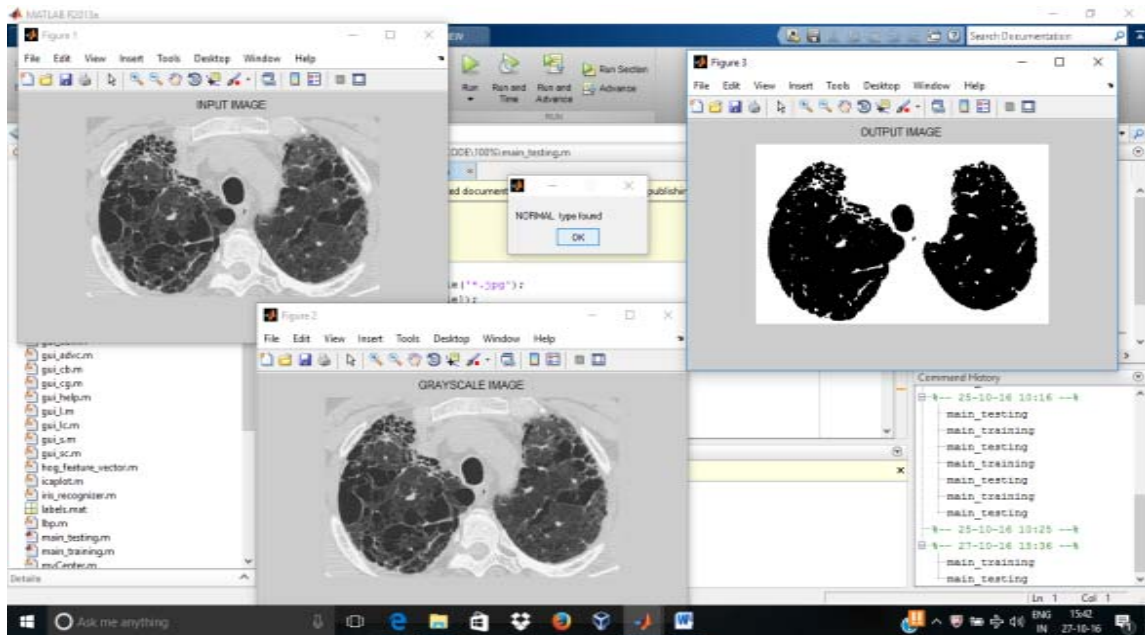 MATLAB R2013a
Figure 1
File Edit View Insert Tools Desktop Window Help
INPUT IMAGE
Search Documentation
Run
Run and Time
Run and Advance
Run Section
Advance
RUN
CODE\100%\main_testing.m
publishing
NORMAL type found
OK
Figure 3
File Edit View Insert Tools Desktop Window Help
OUTPUT IMAGE
("*.jpg");
Figure 2
File Edit View Insert Tools Desktop Window Help
GRAYSCALE IMAGE
gui_advc.m
gui_cb.m
gui_cg.m
gui_help.m
gui_l.m
gui_lc.m
gui_s.m
gui_sc.m
hog_feature_vector.m
icaplot.m
iris_recognizer.m
labels.mat
lbp.m
main_testing.m
main_training.m
myCenter.m
Details
Command History
%-- 25-10-16 10:16 --%
main_testing
main_training
main_testing
main_training
main_testing
main_training
main_testing
%-- 25-10-16 10:25 --%
%-- 27-10-16 15:36 --%
main_training
main_testing
Ln 1 Col 1
Ask me anything
ENG
IN
15:42
27-10-16